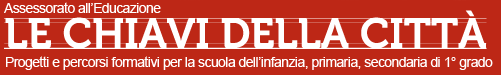 Assessorato all'Educazione
LE CHIAVI DELLA CITTÀ
Progetti e percorsi formativi per la scuola dell'infanzia, primaria, secondaria di 1° grado